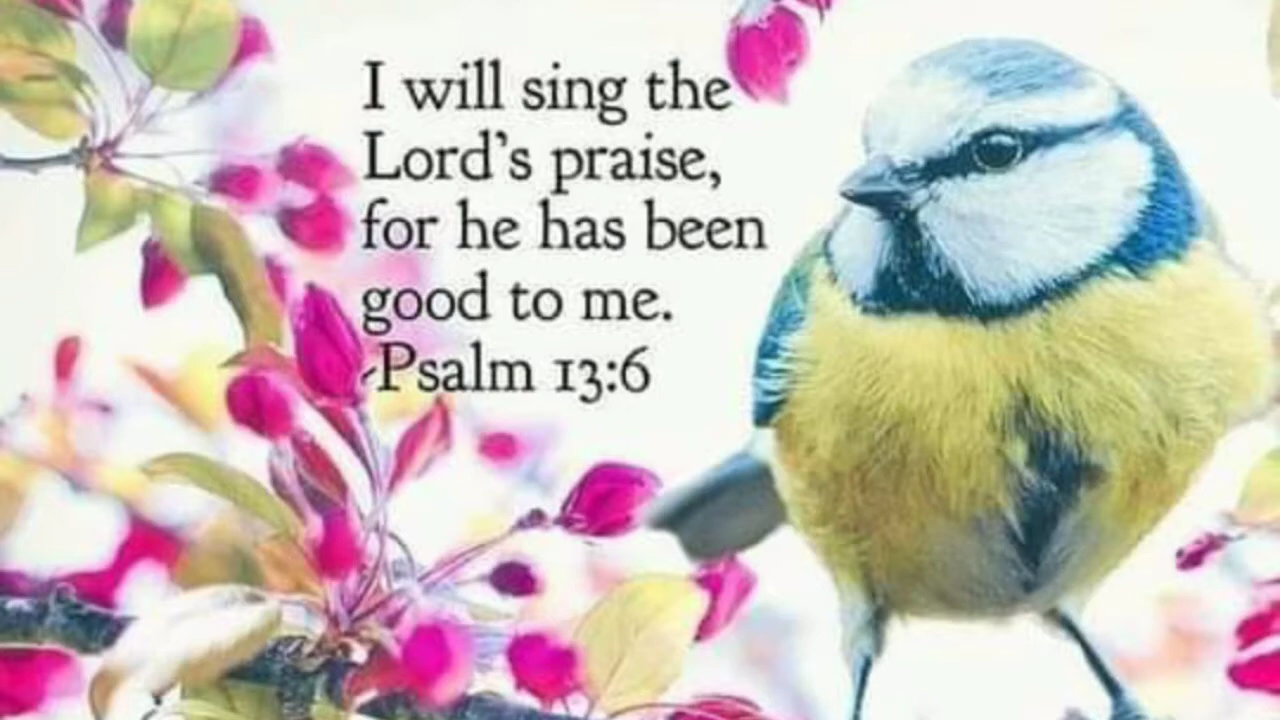 I will sing the
Lord's praise,
for he has been
good to me.
-Psalm 13:6